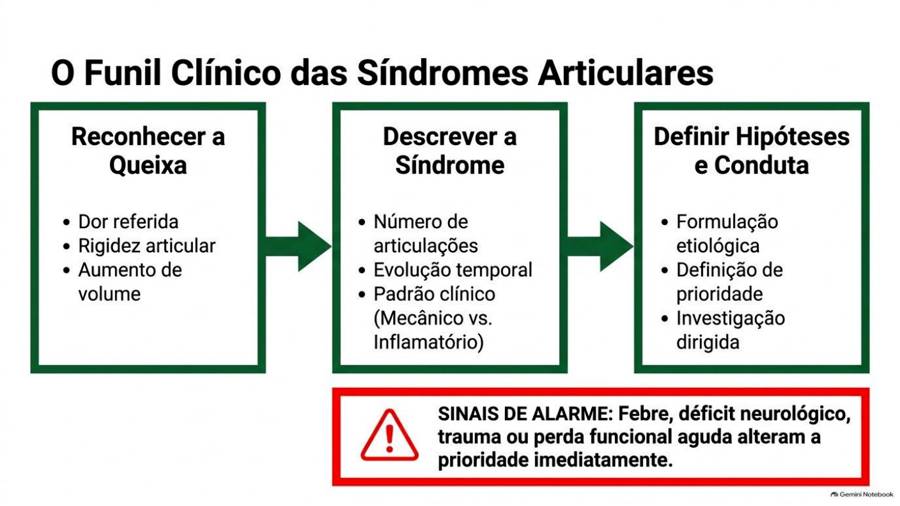 O Funil Clínico das Síndromes Articulares
Reconhecer a
Queixa
• Dor referida
• Rigidez articular
• Aumento de
volume
Descrever a
Síndrome
• Número de
articulações
• Evolução temporal
• Padrão clínico
(Mecânico vs.
Inflamatório)
Definir Hipóteses
e Conduta
• Formulação
etiológica
• Definição de
prioridade
• Investigação
dirigida
SINAIS DE ALARME: Febre, déficit neurológico,
trauma ou perda funcional aguda alteram a
prioridade imediatamente.
Gemini Notebook